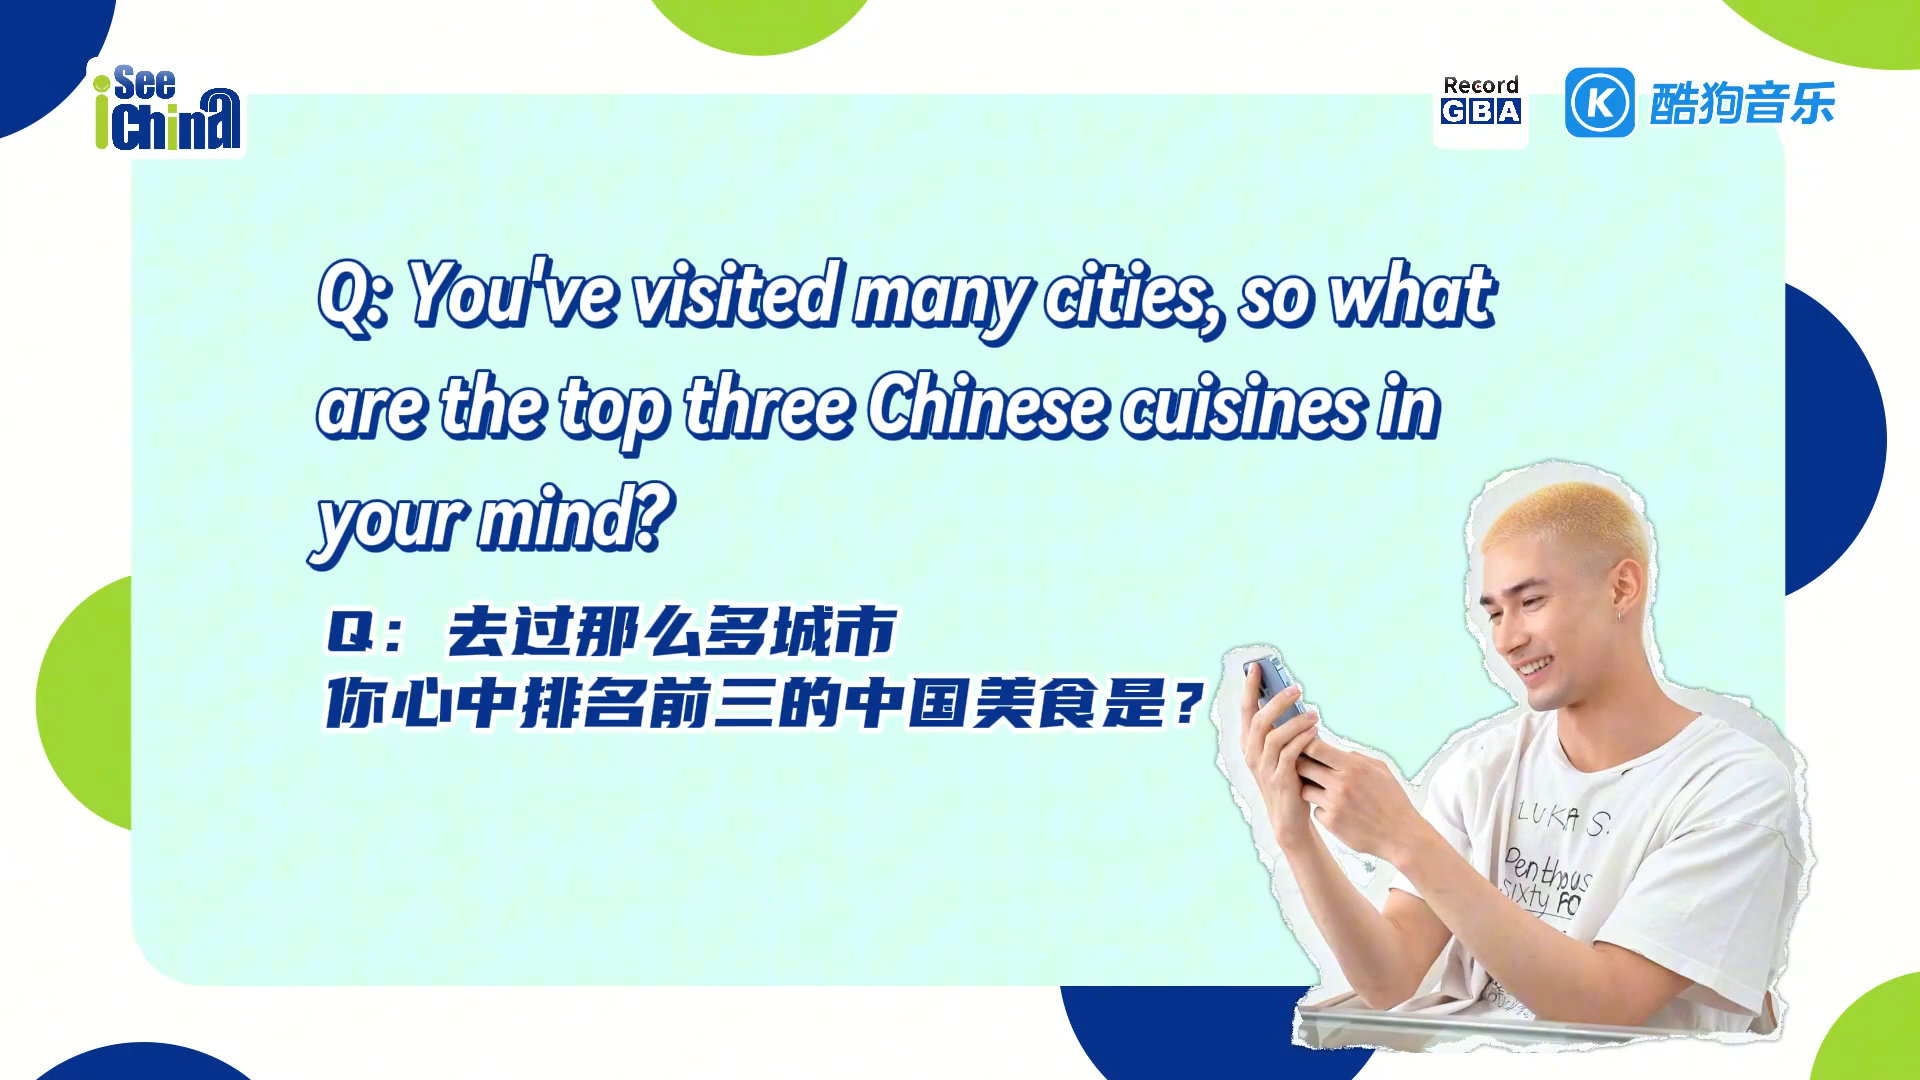 See
iChina
Record
GBA
K 酷狗音乐
Q: You've visited many cities, so what
are the top three Chinese cuisines in
your mind?
Q：去过那么多城市
你心中排名前三的中国美食是？
LUKA S.
Penthous
sixty FO